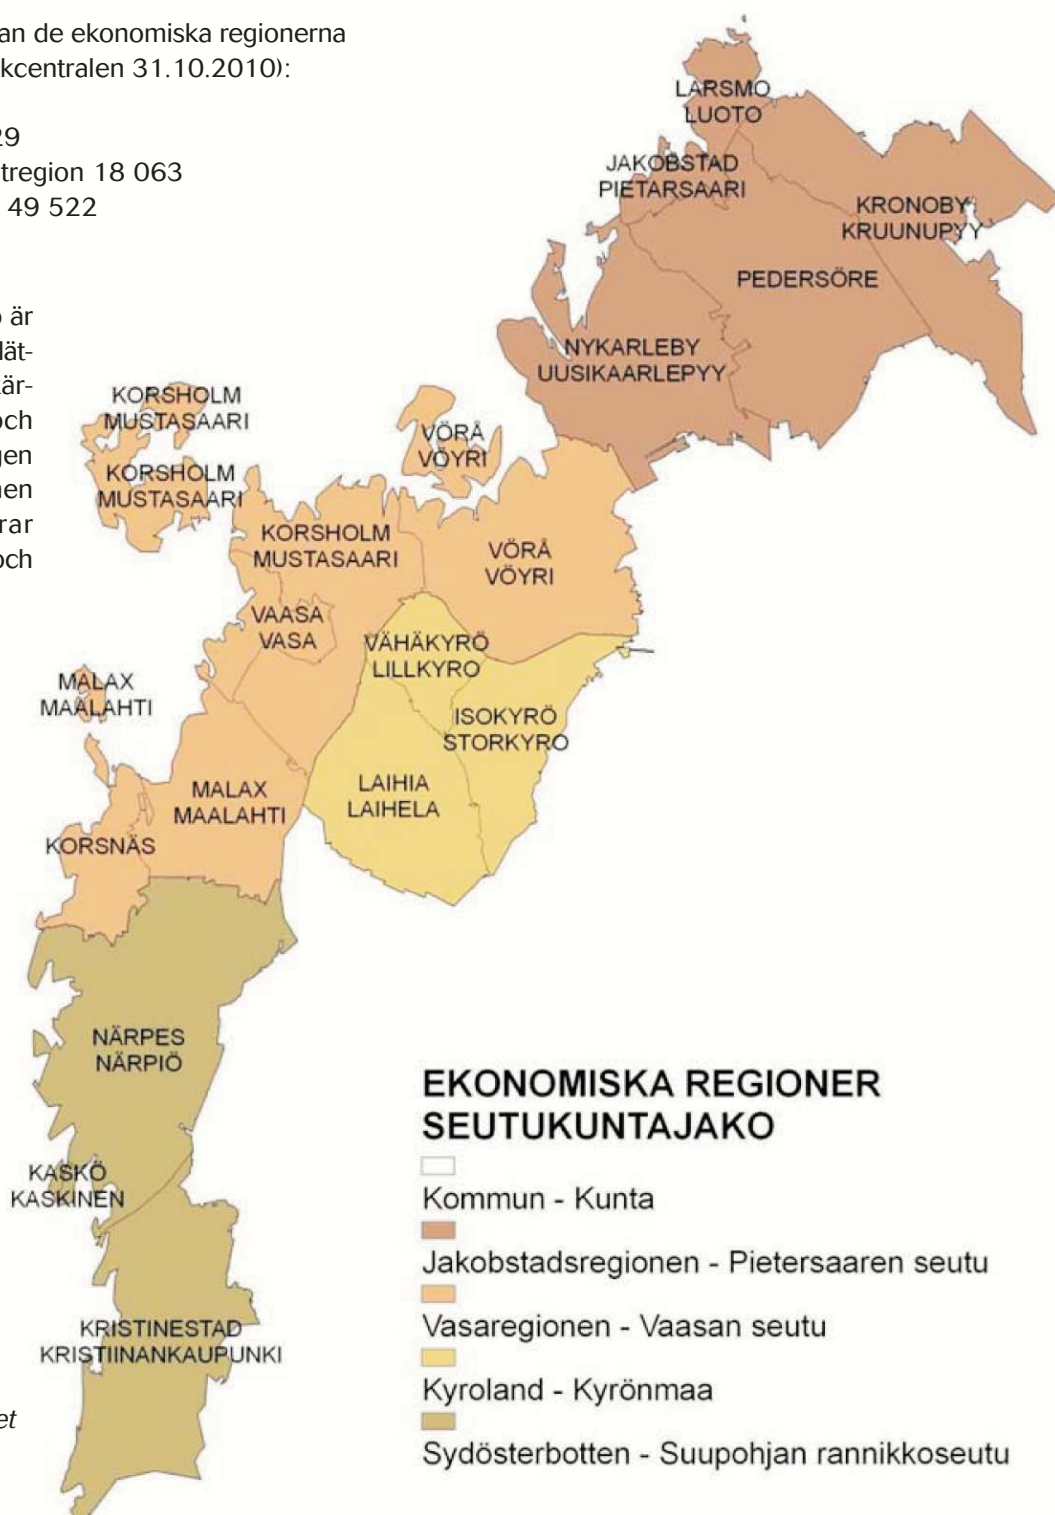 an de ekonomiska regionerna
kcentralen 31.10.2010):
29
tregion 18 063
49 522
är
lät-
kär-
och
gen
nen
rar
och
LARSMO
LUOTO
JAKOBSTAD
PIETARSAARI
KRONOBY
KRUUNUPYY
PEDERSÖRE
NYKARLEBY
UUSIKAARLEPYY
KORSHOLM
MUSTASAARI
VÖRÅ
VÖYRI
KORSHOLM
MUSTASAARI
KORSHOLM
MUSTASAARI
VÖRÅ
VÖYRI
VAASA
VASA
VÄHÄKYRÖ
LILLKYRO
MALAX
MAALAHTI
ISOKYRÖ
STORKYRO
MALAX
MAALAHTI
LAIHIA
LAIHELA
KORSNÄS
NÄRPES
NÄRPIÖ
KASKÖ
KASKINEN
KRISTINESTAD
KRISTIINANKAUPUNKI
et
EKONOMISKA REGIONER
SEUTUKUNTAJAKO
Kommun - Kunta
Jakobstadsregionen - Pietersaaren seutu
Vasaregionen - Vaasan seutu
Kyroland - Kyrönmaa
Sydösterbotten - Suupohjan rannikkoseutu